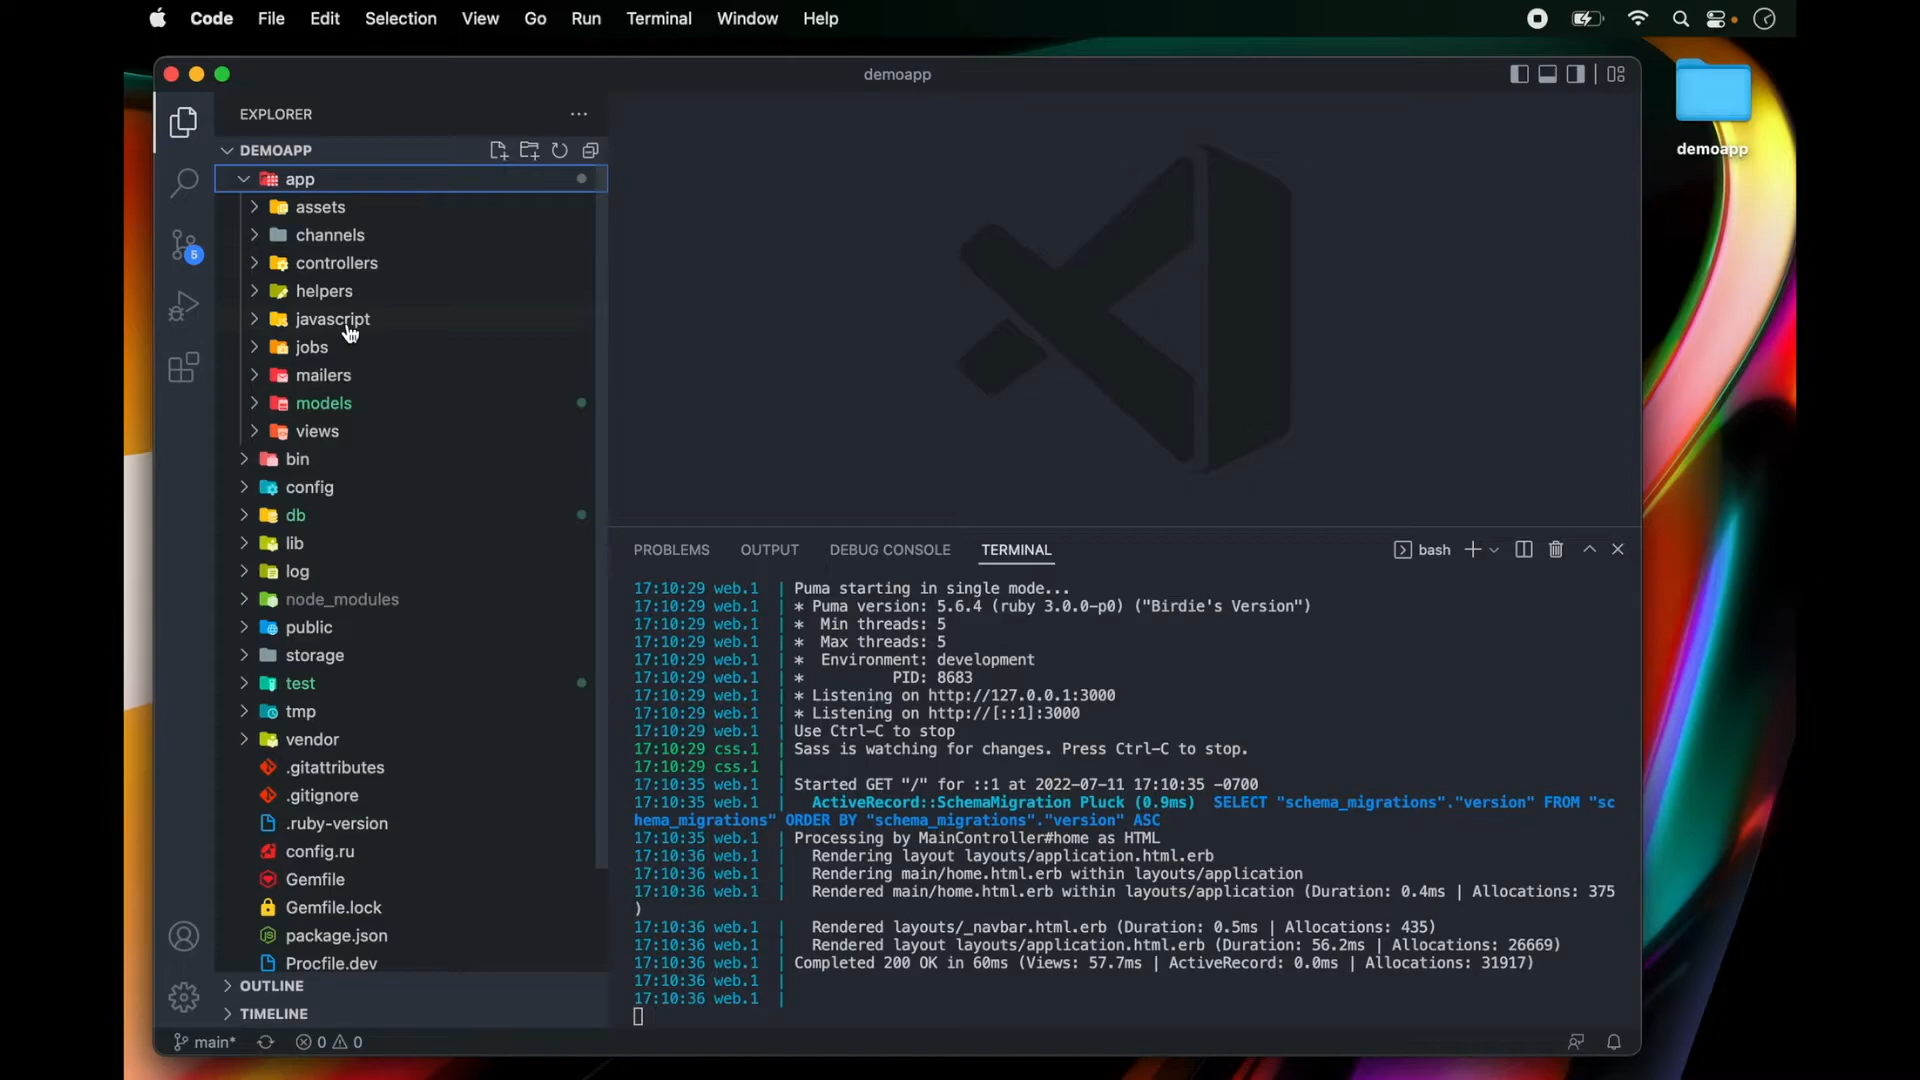 Code File Edit Selection View Go Run Terminal Window Help
demoapp
demoapp
EXPLORER
DEMOAPP
app
assets
channels
controllers
helpers
javascript
jobs
mailers
models
views
bin
config
db
lib
log
node_modules
public
storage
test
tmp
vendor
.gitattributes
.gitignore
.ruby-version
config.ru
Gemfile
Gemfile.lock
package.json
Procfile.dev
OUTLINE
TIMELINE
5
main* 0 0
PROBLEMS OUTPUT DEBUG CONSOLE TERMINAL bash
17:10:29 web.1 | Puma starting in single mode...
17:10:29 web.1 | * Puma version: 5.6.4 (ruby 3.0.0-p0) ("Birdie's Version")
17:10:29 web.1 | *  Min threads: 5
17:10:29 web.1 | *  Max threads: 5
17:10:29 web.1 | *  Environment: development
17:10:29 web.1 | *          PID: 8683
17:10:29 web.1 | * Listening on http://127.0.0.1:3000
17:10:29 web.1 | * Listening on http://[::1]:3000
17:10:29 web.1 | Use Ctrl-C to stop
17:10:29 css.1 | Sass is watching for changes. Press Ctrl-C to stop.
17:10:29 css.1 |
17:10:35 web.1 | Started GET "/" for ::1 at 2022-07-11 17:10:35 -0700
17:10:35 web.1 |   ActiveRecord::SchemaMigration Pluck (0.9ms)  SELECT "schema_migrations"."version" FROM "sc
hema_migrations" ORDER BY "schema_migrations"."version" ASC
17:10:35 web.1 | Processing by MainController#home as HTML
17:10:36 web.1 |   Rendering layout layouts/application.html.erb
17:10:36 web.1 |   Rendering main/home.html.erb within layouts/application
17:10:36 web.1 |   Rendered main/home.html.erb within layouts/application (Duration: 0.4ms | Allocations: 375
)
17:10:36 web.1 |   Rendered layouts/_navbar.html.erb (Duration: 0.5ms | Allocations: 435)
17:10:36 web.1 |   Rendered layout layouts/application.html.erb (Duration: 56.2ms | Allocations: 26669)
17:10:36 web.1 | Completed 200 OK in 60ms (Views: 57.7ms | ActiveRecord: 0.0ms | Allocations: 31917)
17:10:36 web.1 |
17:10:36 web.1 |